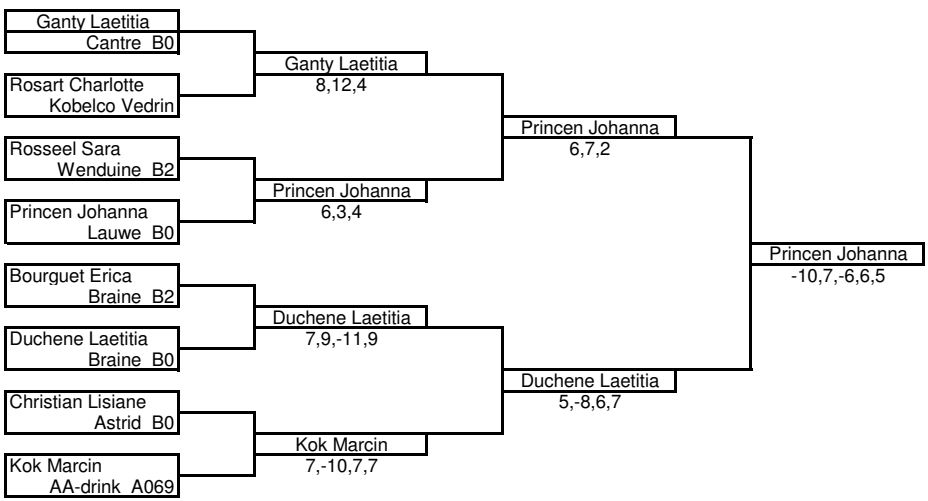 Ganty Laetitia
Cantre B0
Rosart Charlotte
Kobelco Vedrin
Rosseel Sara
Wenduine B2
Princen Johanna
Lauwe B0
Bourguet Erica
Braine B2
Duchene Laetitia
Braine B0
Christian Lisiane
Astrid B0
Kok Marcin
AA-drink A069
Ganty Laetitia
8,12,4
Princen Johanna
6,3,4
Duchene Laetitia
7,9,-11,9
Kok Marcin
7,-10,7,7
Princen Johanna
6,7,2
Duchene Laetitia
5,-8,6,7
Princen Johanna
-10,7,-6,6,5